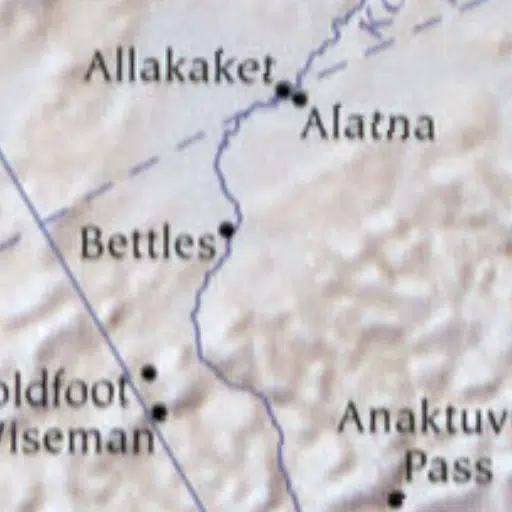 Allakaket
Alatna
Bettles
oldfoot
iseman
Anaktuv
Pass